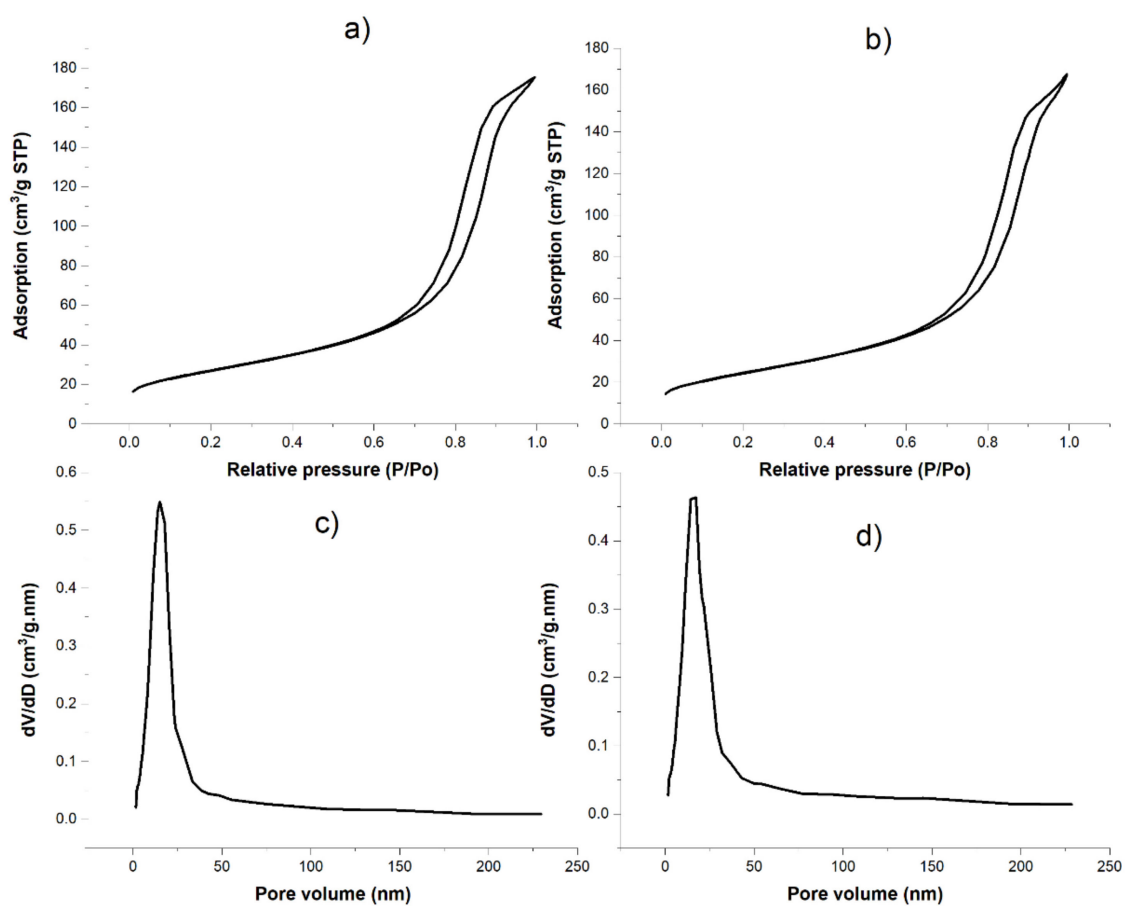 a)
Adsorption (cm³/g STP)
180
160
140
120
100
80
60
40
20
0
0.0 0.2 0.4 0.6 0.8 1.0
Relative pressure (P/Po)
b)
Adsorption (cm³/g STP)
180
160
140
120
100
80
60
40
20
0
0.0 0.2 0.4 0.6 0.8 1.0
Relative pressure (P/Po)
c)
dV/dD (cm³/g.nm)
0.6
0.5
0.4
0.3
0.2
0.1
0.0
0 50 100 150 200 250
Pore volume (nm)
d)
dV/dD (cm³/g.nm)
0.5
0.4
0.3
0.2
0.1
0.0
0 50 100 150 200 250
Pore volume (nm)